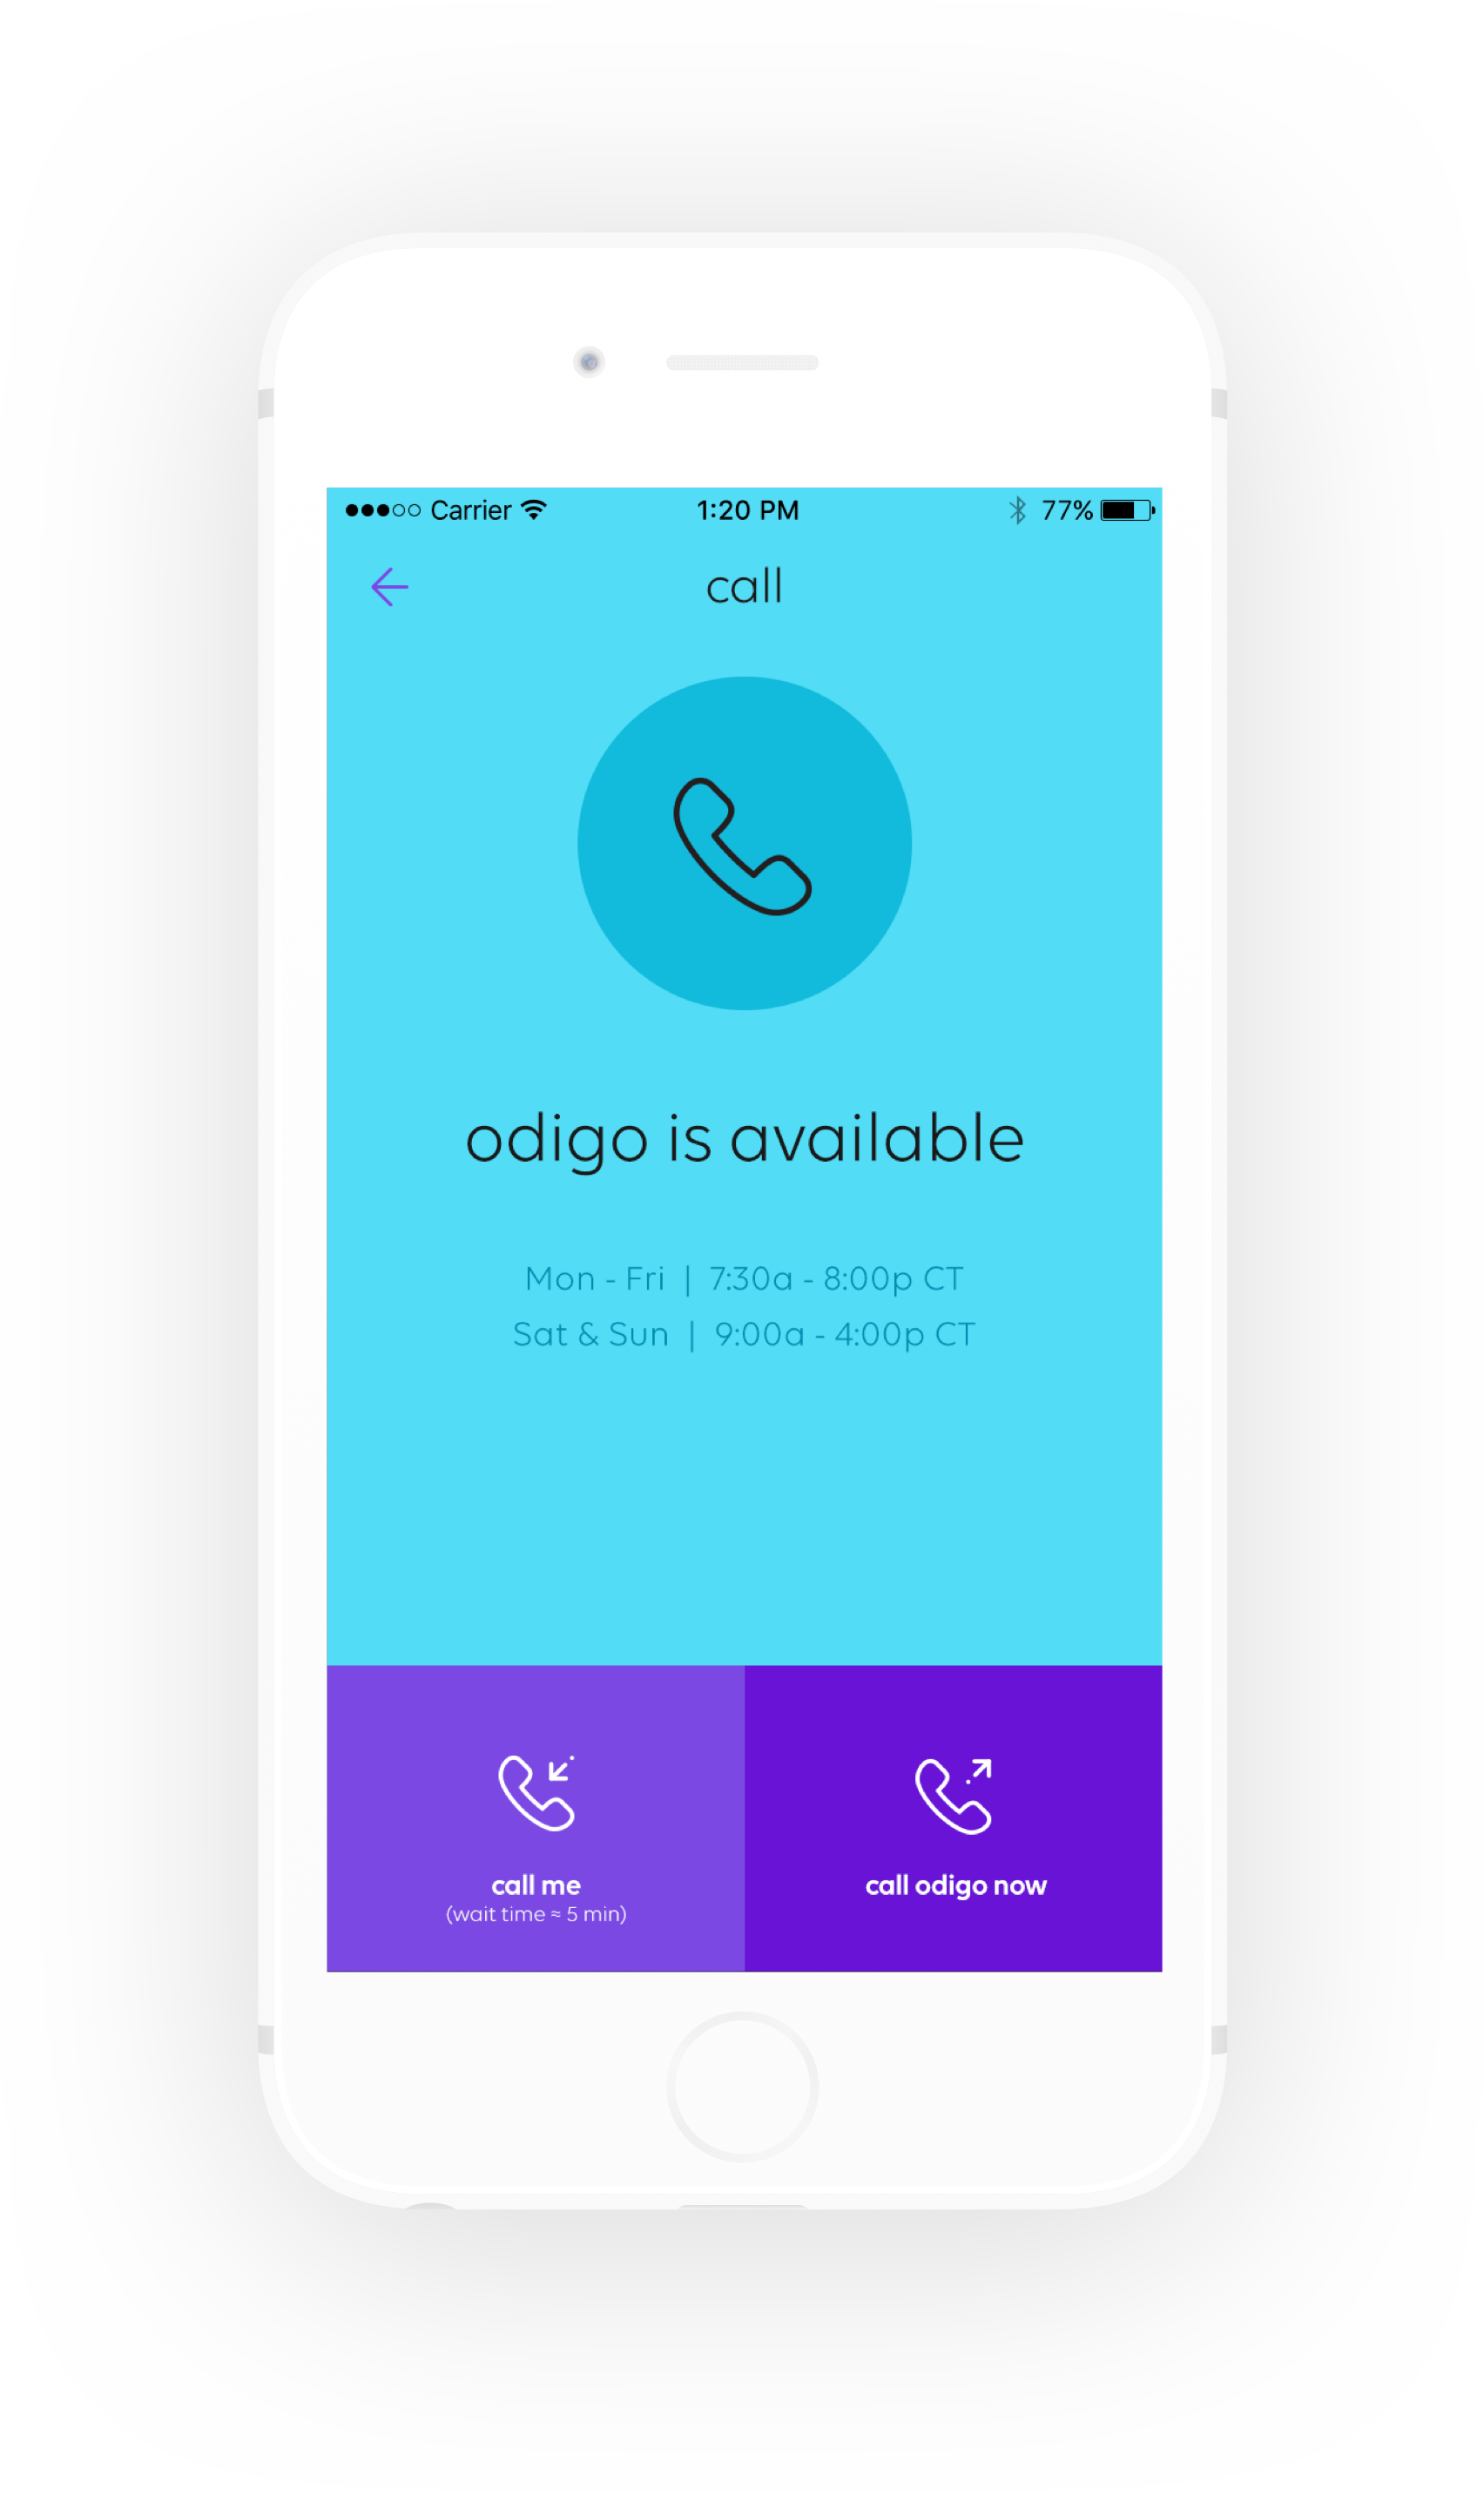 Carrier 1:20 PM 77%
call
odigo is available
Mon - Fri | 7:30a - 8:00p CT
Sat & Sun | 9:00a - 4:00p CT
call me
(wait time ≈ 5 min)
call odigo now